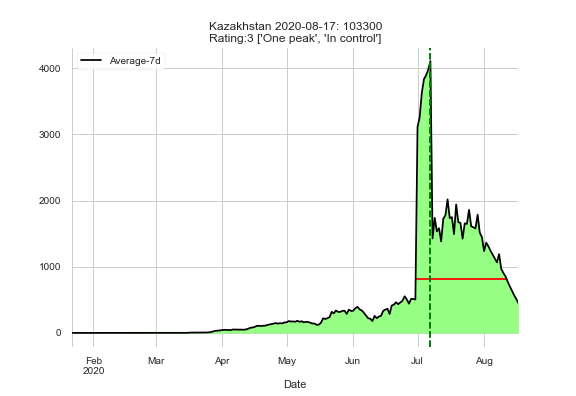 Kazakhstan 2020-08-17: 103300
Rating:3 ['One peak', 'In control']
Average-7d
4000
3000
2000
1000
0
Feb Mar Apr May Jun Jul Aug
2020
Date